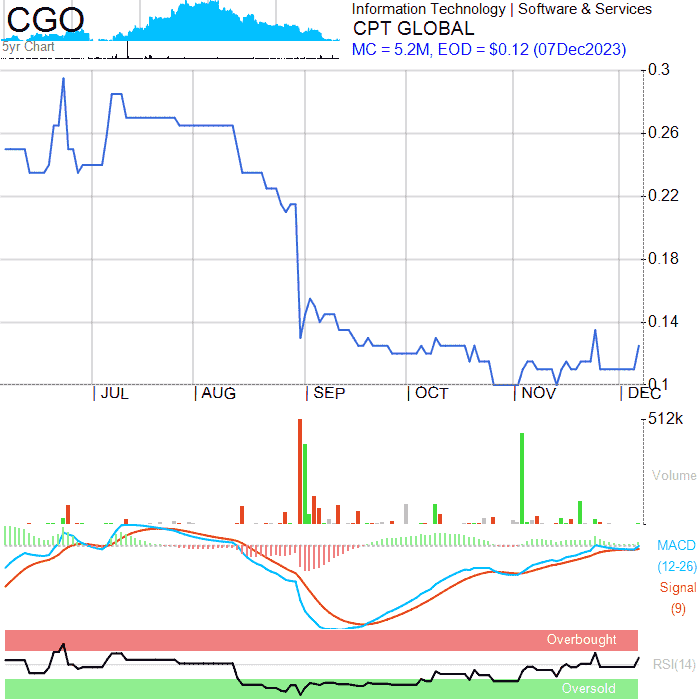 CGO
5yr Chart
Information Technology | Software & Services
CPT GLOBAL
MC = 5.2M, EOD = $0.12 (07Dec2023)
0.3
0.26
0.22
0.18
0.14
0.1
JUL AUG SEP OCT NOV DEC
512k
Volume
MACD
(12-26)
Signal
(9)
Overbought
RSI(14)
Oversold